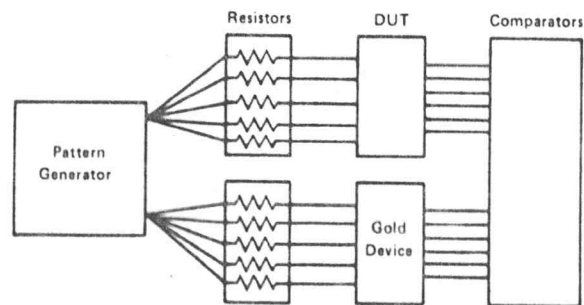 Resistors
DUT
Comparators
Pattern
Generator
Gold
Device